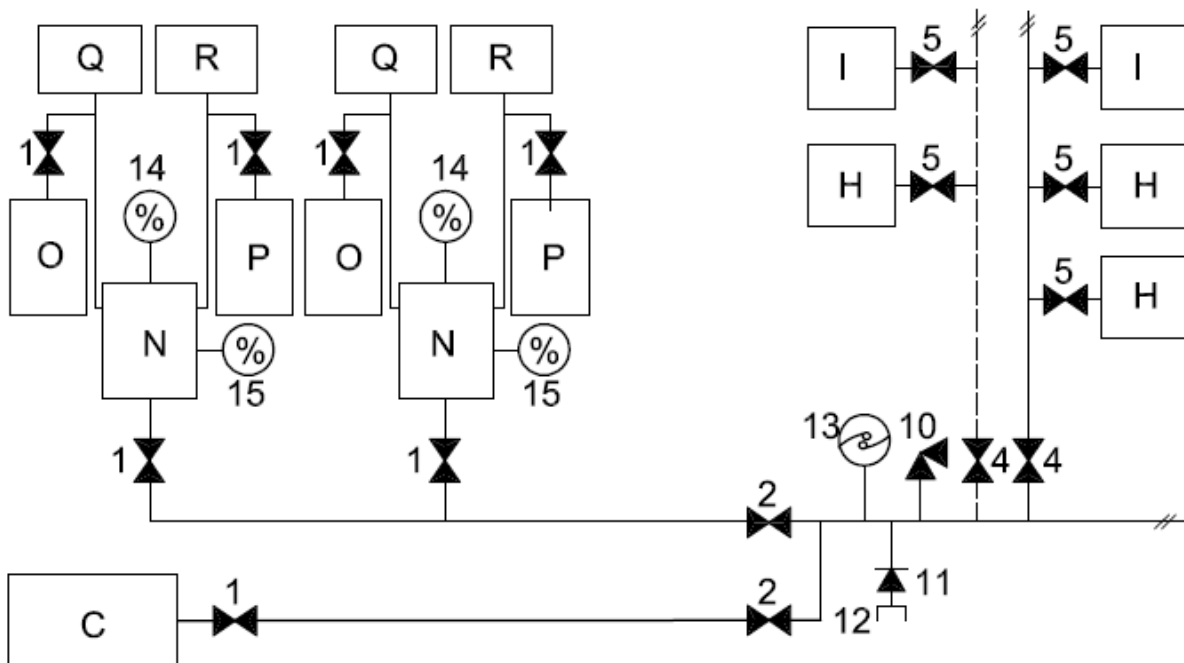 Q R Q R I 5 5 I
1 1 1 1
14 14 H 5 5 H
% %
O P O P
5 H
N % N %
15 15
13 10
1 1 4 4
2
1 2 11
C 12